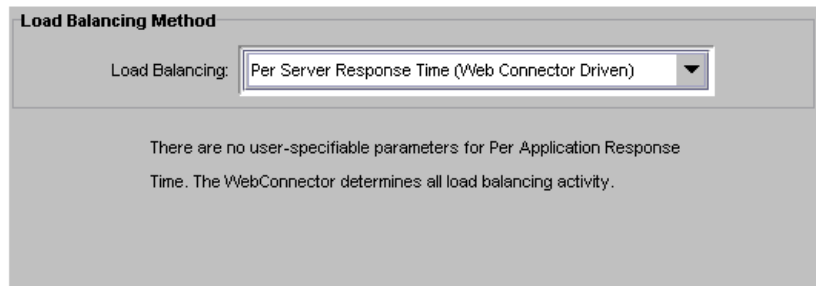 Load Balancing Method
Load Balancing: Per Server Response Time (Web Connector Driven)
There are no user-specifiable parameters for Per Application Response
Time. The WebConnector determines all load balancing activity.